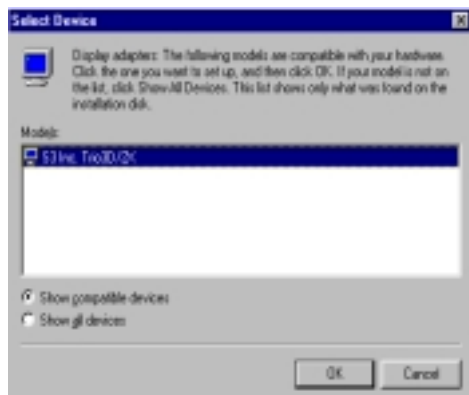 Select Device
Display adapters: The following models are compatible with your hardware.
Click the one you want to set up, and then click OK. If your model is not on
the list, click Show All Devices. This list shows only what was found on the
installation disk.
Models:
S3 Inc. Trio3D/2X
Show compatible devices
Show all devices
OK
Cancel